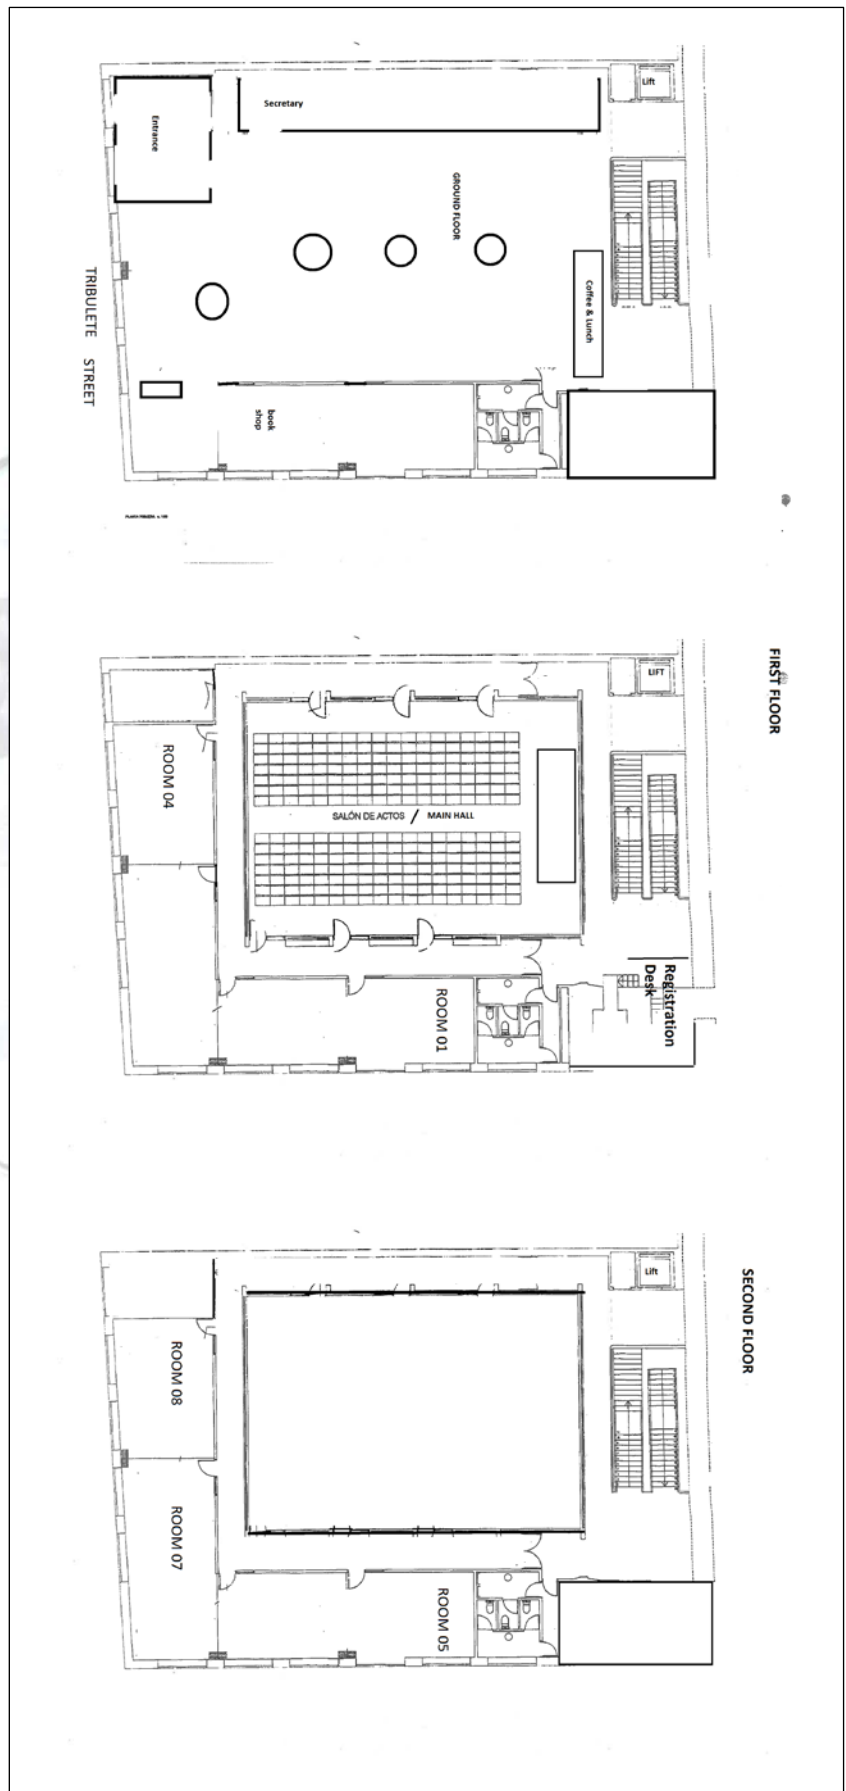 Lift
Secretary
Entrance
GROUND FLOOR
Coffee & Lunch
TRIBULETE STREET
book
shop
FIRST FLOOR
LIFT
ROOM 04
SALÓN DE ACTOS / MAIN HALL
Registration
Desk
ROOM 01
SECOND FLOOR
Lift
ROOM 08
ROOM 07
ROOM 05